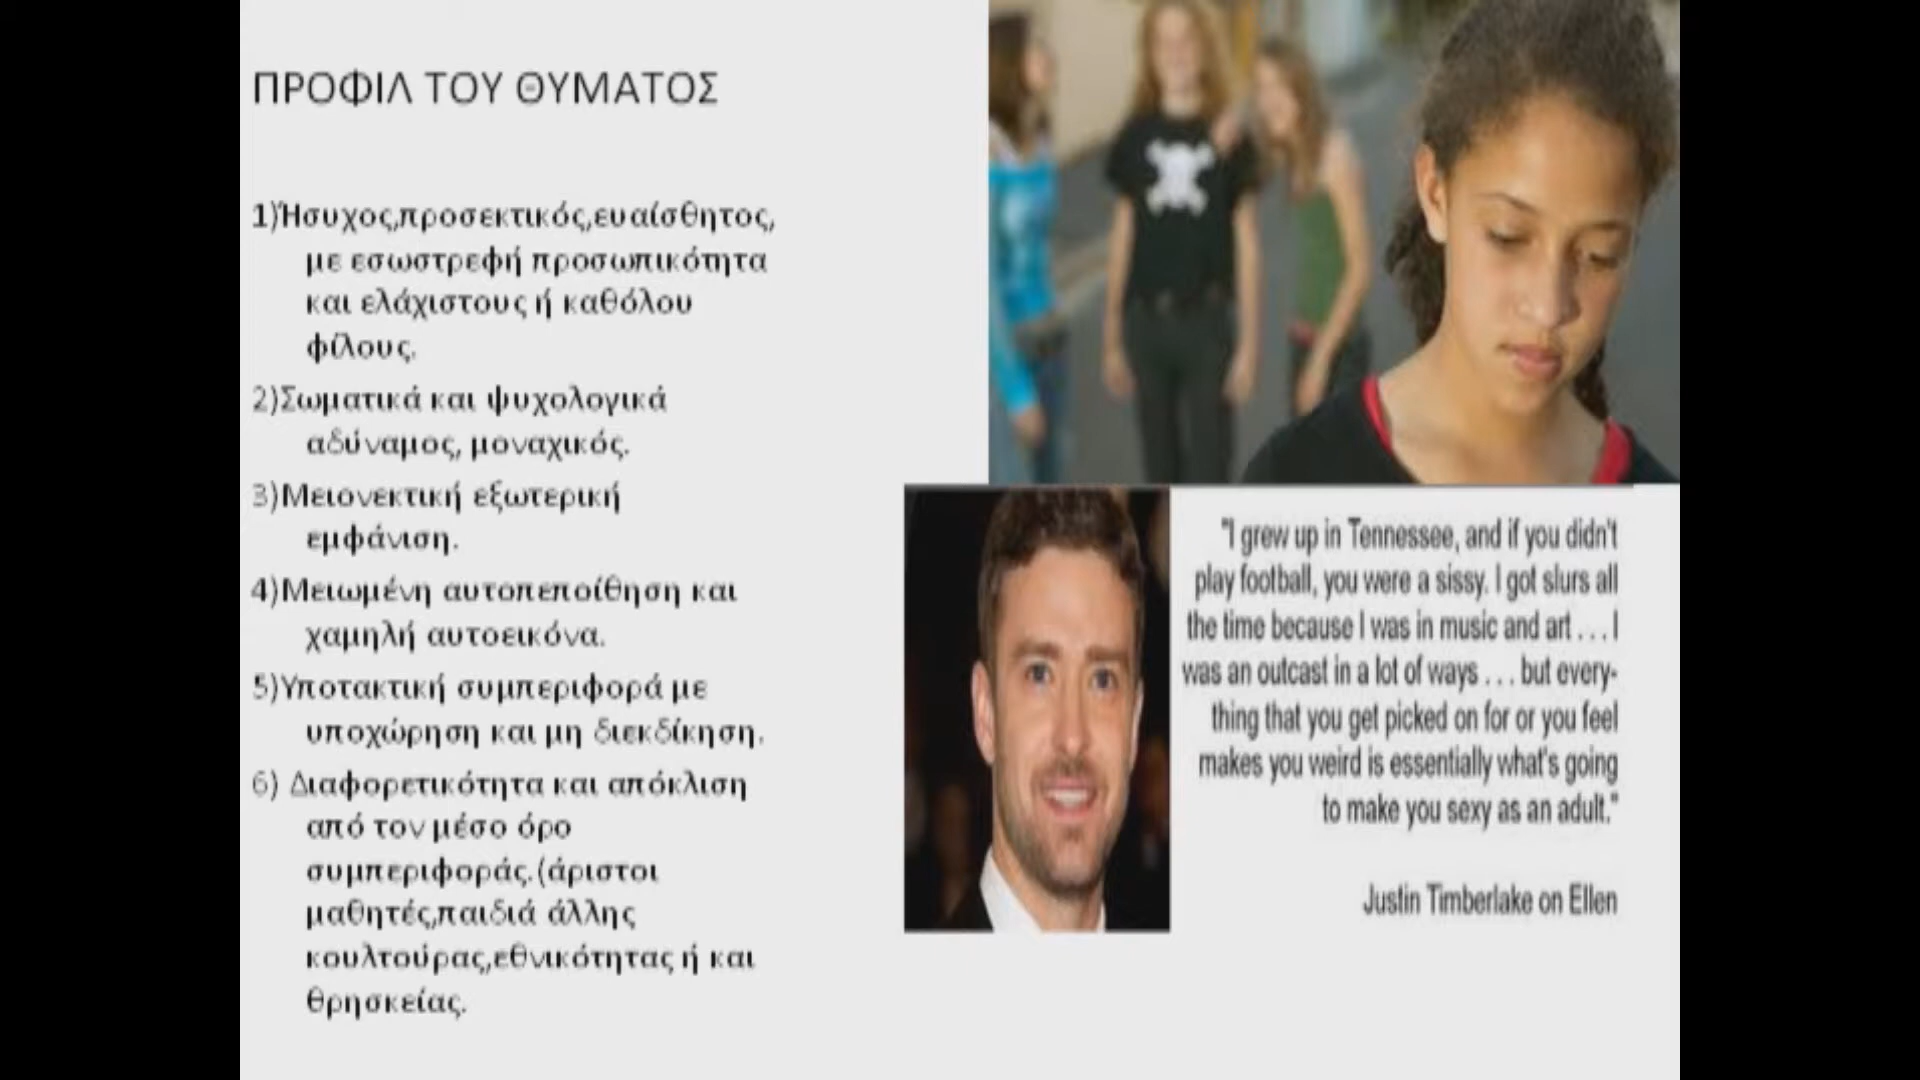 ΠΡΟΦΙΛ ΤΟΥ ΘΥΜΑΤΟΣ
1)Ήσυχος,προσεκτικός,ευαίσθητος,
με εσωστρεφή προσωπικότητα
και ελάχιστους ή καθόλου
φίλους.
2)Σωματικά και ψυχολογικά
αδύναμος, μοναχικός.
3)Μειονεκτική εξωτερική
εμφάνιση.
4)Μειωμένη αυτοπεποίθηση και
χαμηλή αυτοεικόνα.
5)Υποτακτική συμπεριφορά με
υποχώρηση και μη διεκδίκηση.
6) Διαφορετικότητα και απόκλιση
από τον μέσο όρο
συμπεριφοράς.(άριστοι
μαθητές,παιδιά άλλης
κουλτούρας,εθνικότητας ή και
θρησκείας.
"I grew up in Tennessee, and if you didn't
play football, you were a sissy. I got slurs all
the time because I was in music and art . . . I
was an outcast in a lot of ways . . . but every-
thing that you get picked on for or you feel
makes you weird is essentially what's going
to make you sexy as an adult."
Justin Timberlake on Ellen